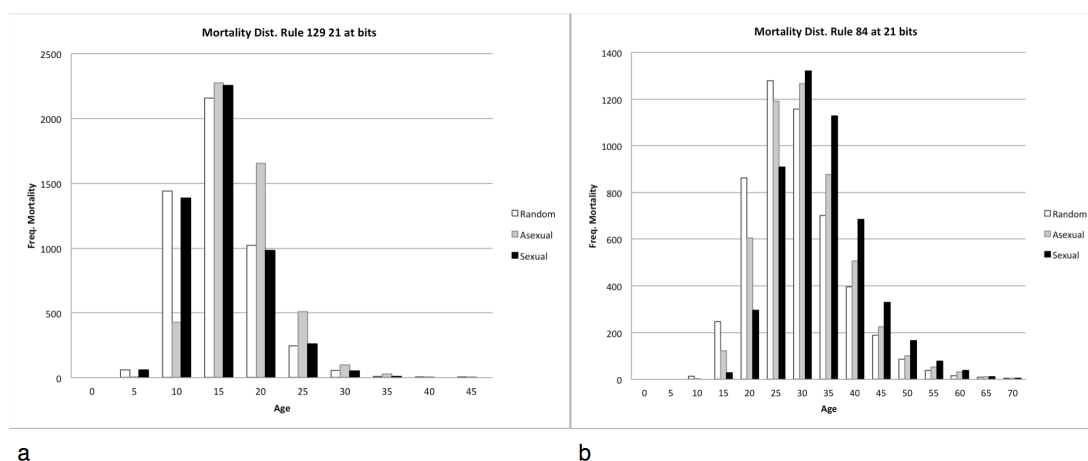 Mortality Dist. Rule 129 21 at bits
2500
2000
1500
1000
500
0
Freq. Mortality
0 5 10 15 20 25 30 35 40 45
Age
Random
Asexual
Sexual
a
Mortality Dist. Rule 84 at 21 bits
1400
1200
1000
800
600
400
200
0
Freq. Mortality
0 5 10 15 20 25 30 35 40 45 50 55 60 65 70
Age
Random
Asexual
Sexual
b